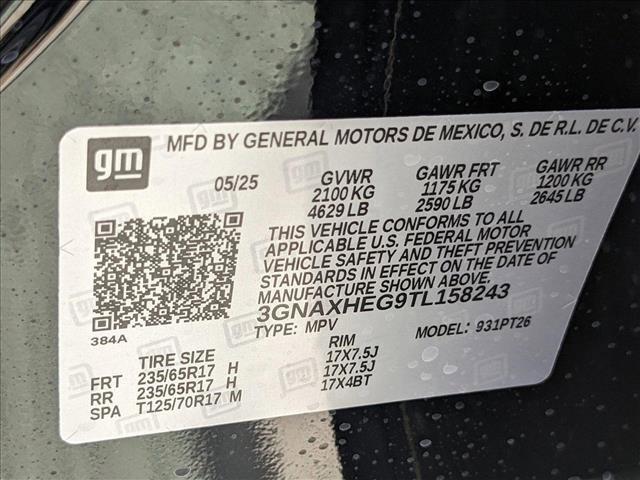 gm
MFD BY GENERAL MOTORS DE MEXICO, S. DE R.L. DE C.V.
05/25 GVWR GAWR FRT GAWR RR
2100 KG 1175 KG 1200 KG
4629 LB 2590 LB 2645 LB
THIS VEHICLE CONFORMS TO ALL
APPLICABLE U.S. FEDERAL MOTOR
VEHICLE SAFETY AND THEFT PREVENTION
STANDARDS IN EFFECT ON THE DATE OF
MANUFACTURE SHOWN ABOVE.
3GNAXHEG9TL158243
TYPE: MPV MODEL: 931PT26
384A
TIRE SIZE RIM
FRT 235/65R17 H 17X7.5J
RR 235/65R17 H 17X7.5J
SPA T125/70R17 M 17X4BT